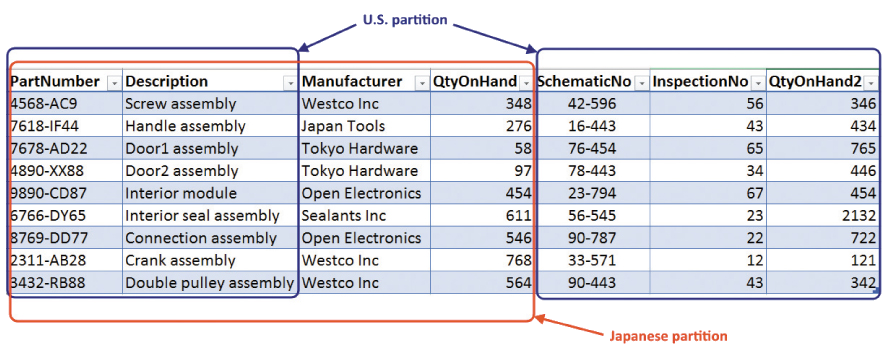 U.S. partition
PartNumber Description Manufacturer QtyOnHand SchematicNo InspectionNo QtyOnHand2
4568-AC9 Screw assembly Westco Inc 348 42-596 56 346
7618-IF44 Handle assembly Japan Tools 276 16-443 43 434
7678-AD22 Door1 assembly Tokyo Hardware 58 76-454 65 765
4890-XX88 Door2 assembly Tokyo Hardware 97 78-443 34 446
9890-CD87 Interior module Open Electronics 454 23-794 67 454
6766-DY65 Interior seal assembly Sealants Inc 611 56-545 23 2132
8769-DD77 Connection assembly Open Electronics 546 90-787 22 722
2311-AB28 Crank assembly Westco Inc 768 33-571 12 121
3432-RB88 Double pulley assembly Westco Inc 564 90-443 43 342
Japanese partition